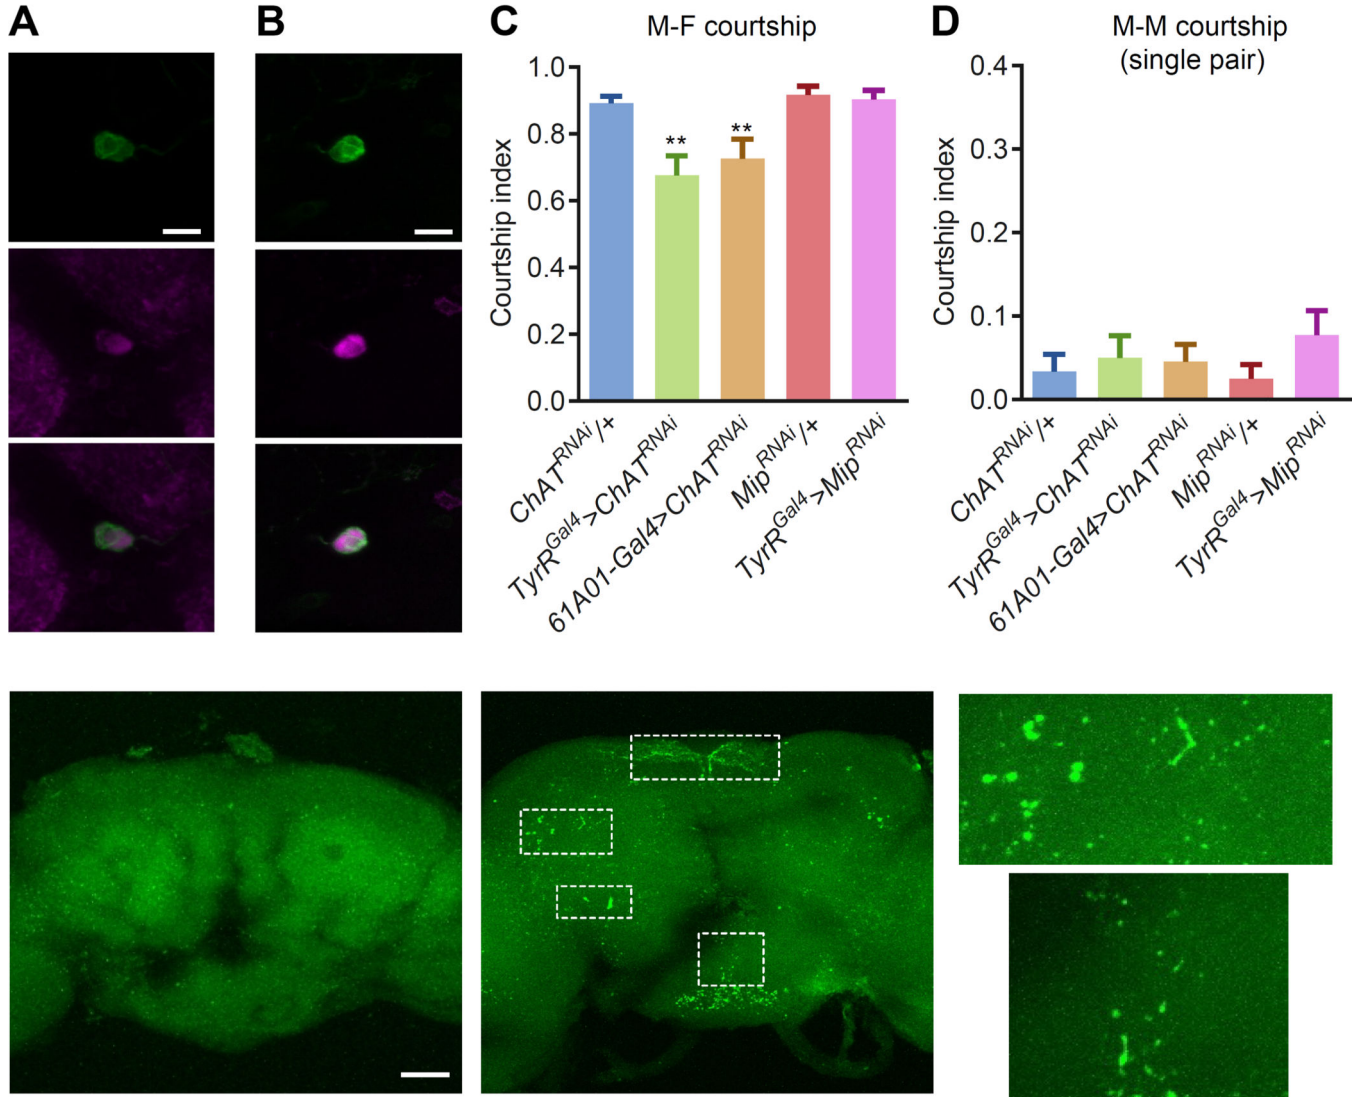 A
B
C
M-F courtship
Courtship index
1.0
0.8
0.6
0.4
0.2
0.0
**
**
ChAT^RNAi/+
TyrR^Gal4>ChAT^RNAi
61A01-Gal4>ChAT^RNAi
Mip^RNAi/+
TyrR^Gal4>Mip^RNAi
D
M-M courtship
(single pair)
Courtship index
0.4
0.3
0.2
0.1
0.0
ChAT^RNAi/+
TyrR^Gal4>ChAT^RNAi
61A01-Gal4>ChAT^RNAi
Mip^RNAi/+
TyrR^Gal4>Mip^RNAi